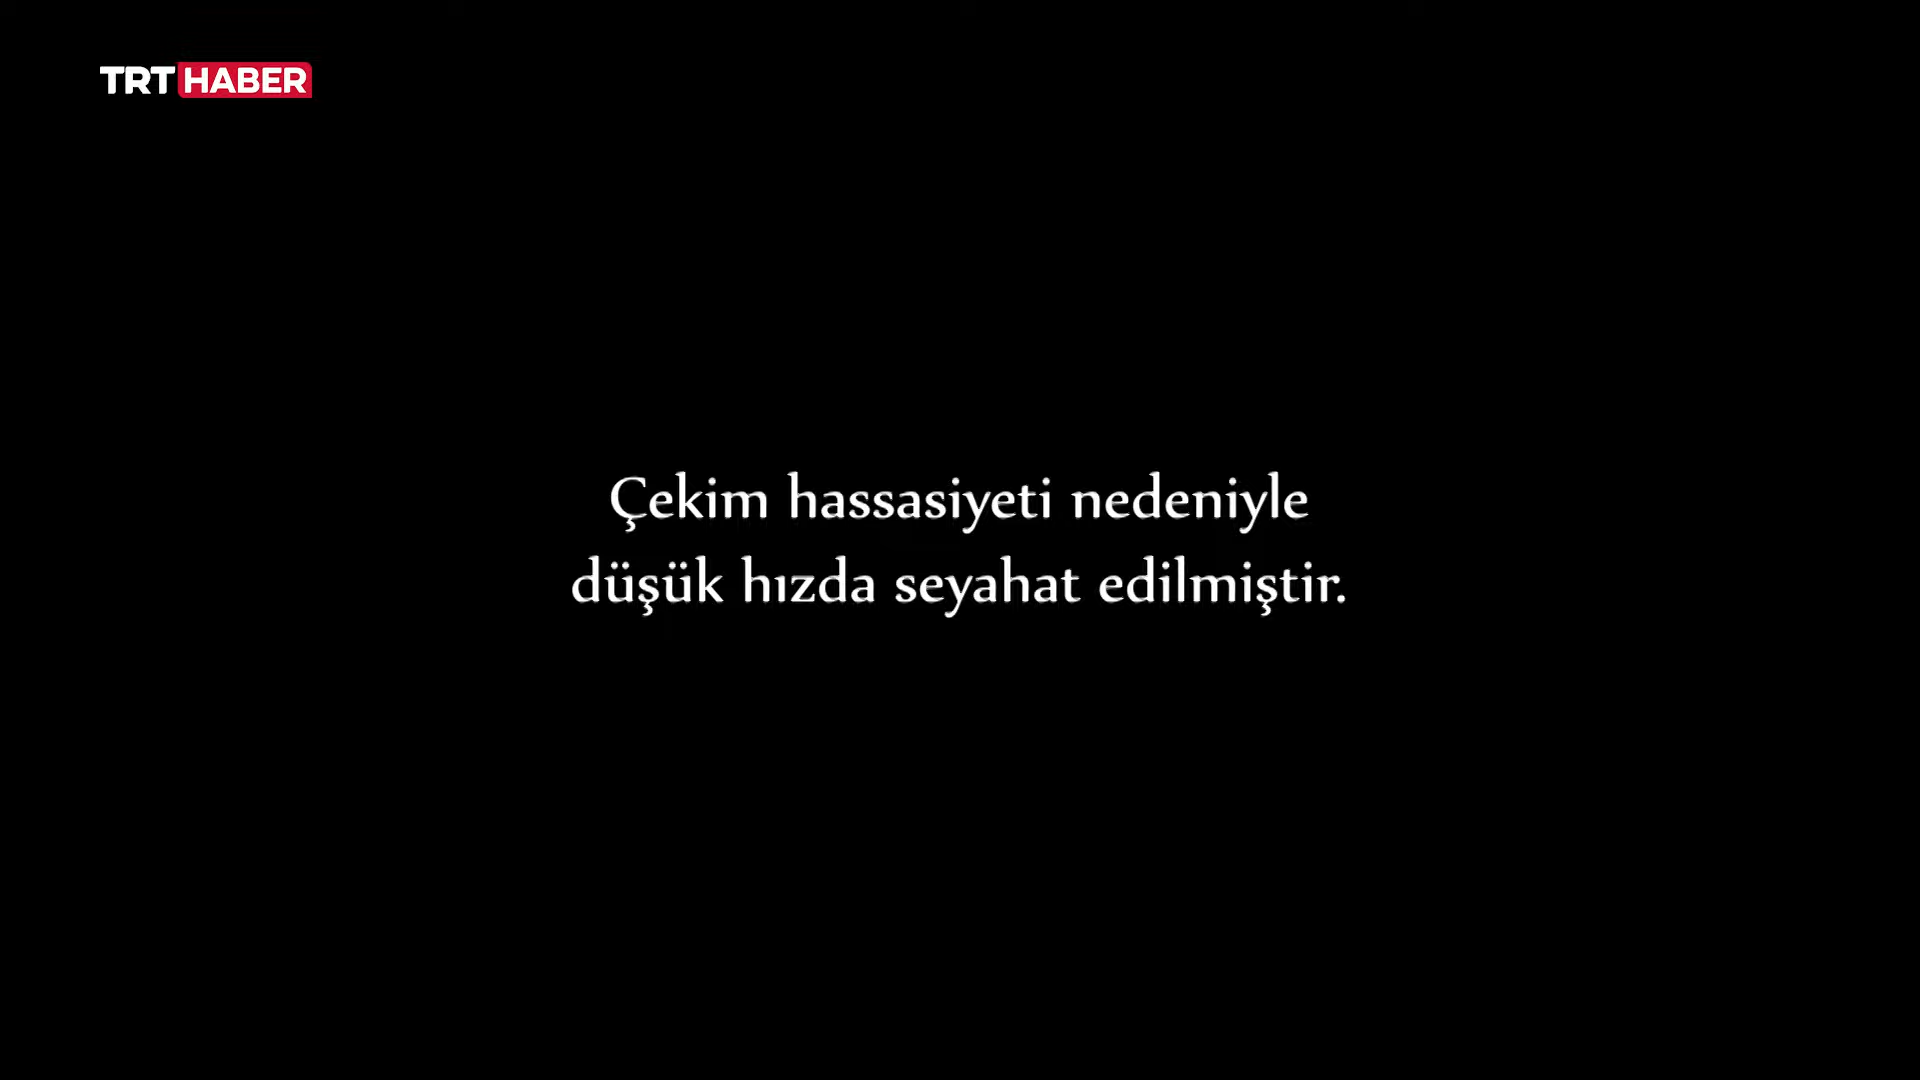 TRT HABER
Çekim hassasiyeti nedeniyle
düşük hızda seyahat edilmiştir.